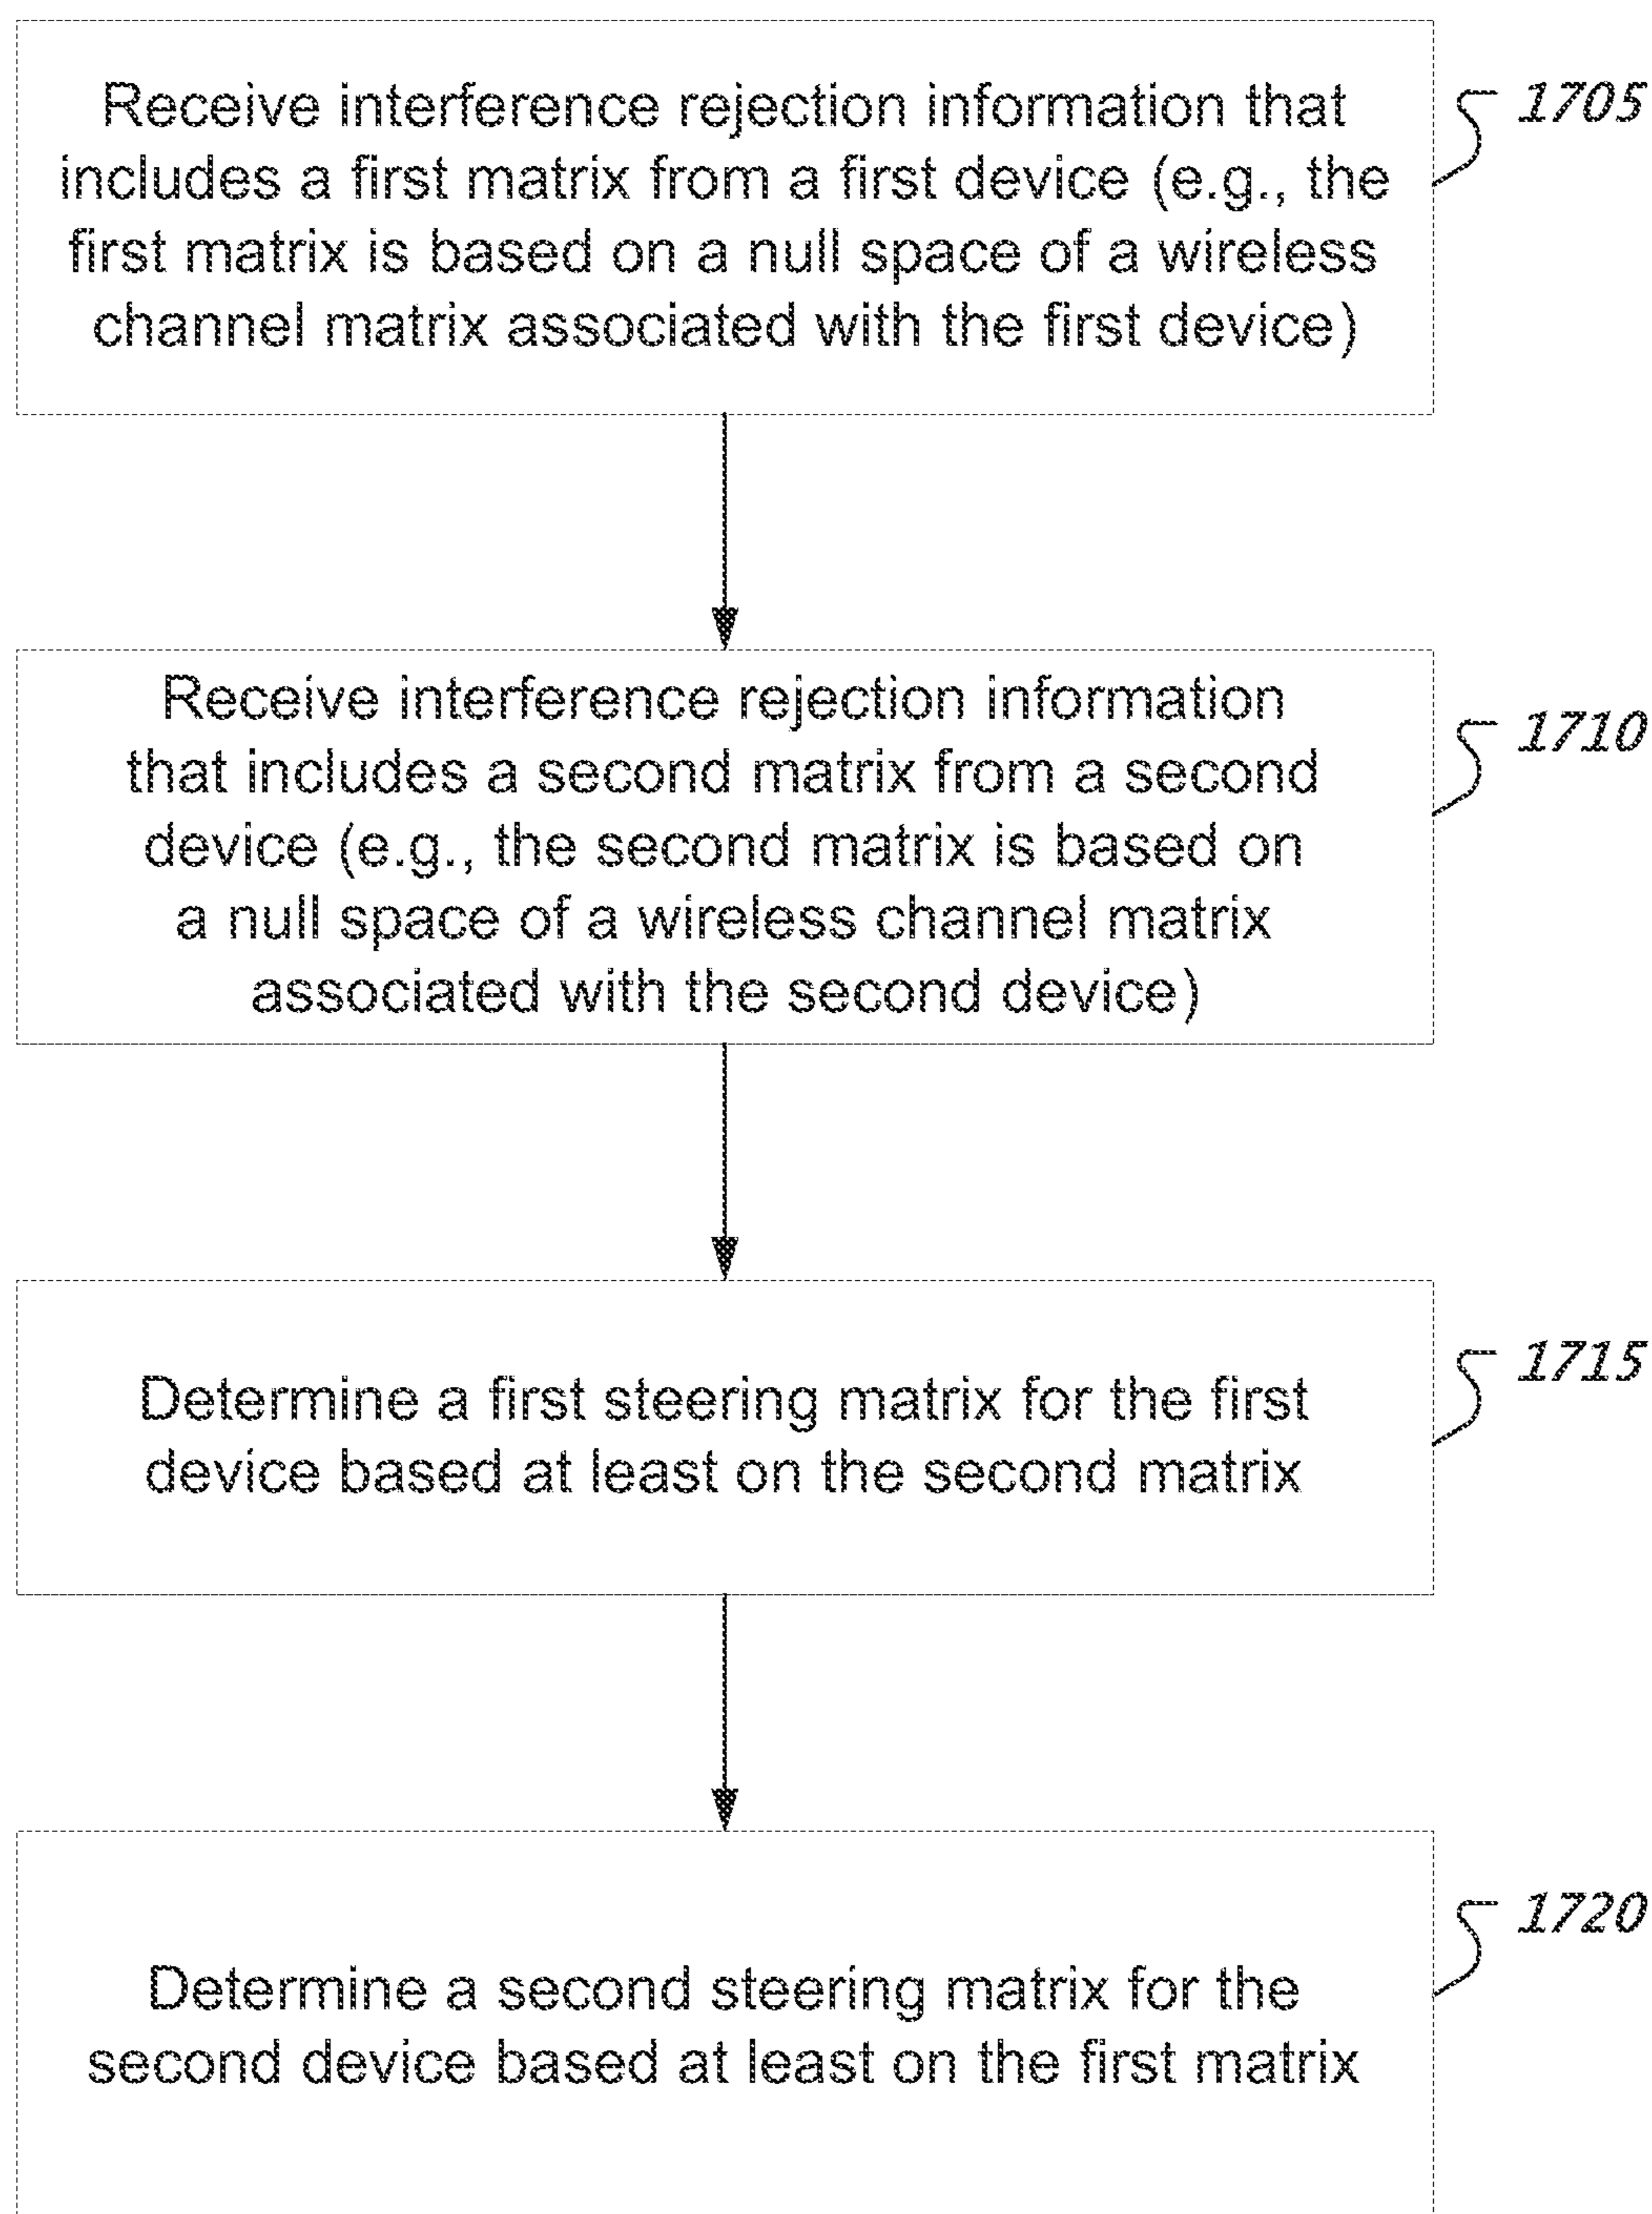 Receive interference rejection information that
includes a first matrix from a first device (e.g., the
first matrix is based on a null space of a wireless
channel matrix associated with the first device)
1705
Receive interference rejection information
that includes a second matrix from a second
device (e.g., the second matrix is based on
a null space of a wireless channel matrix
associated with the second device)
1710
Determine a first steering matrix for the first
device based at least on the second matrix
1715
Determine a second steering matrix for the
second device based at least on the first matrix
1720